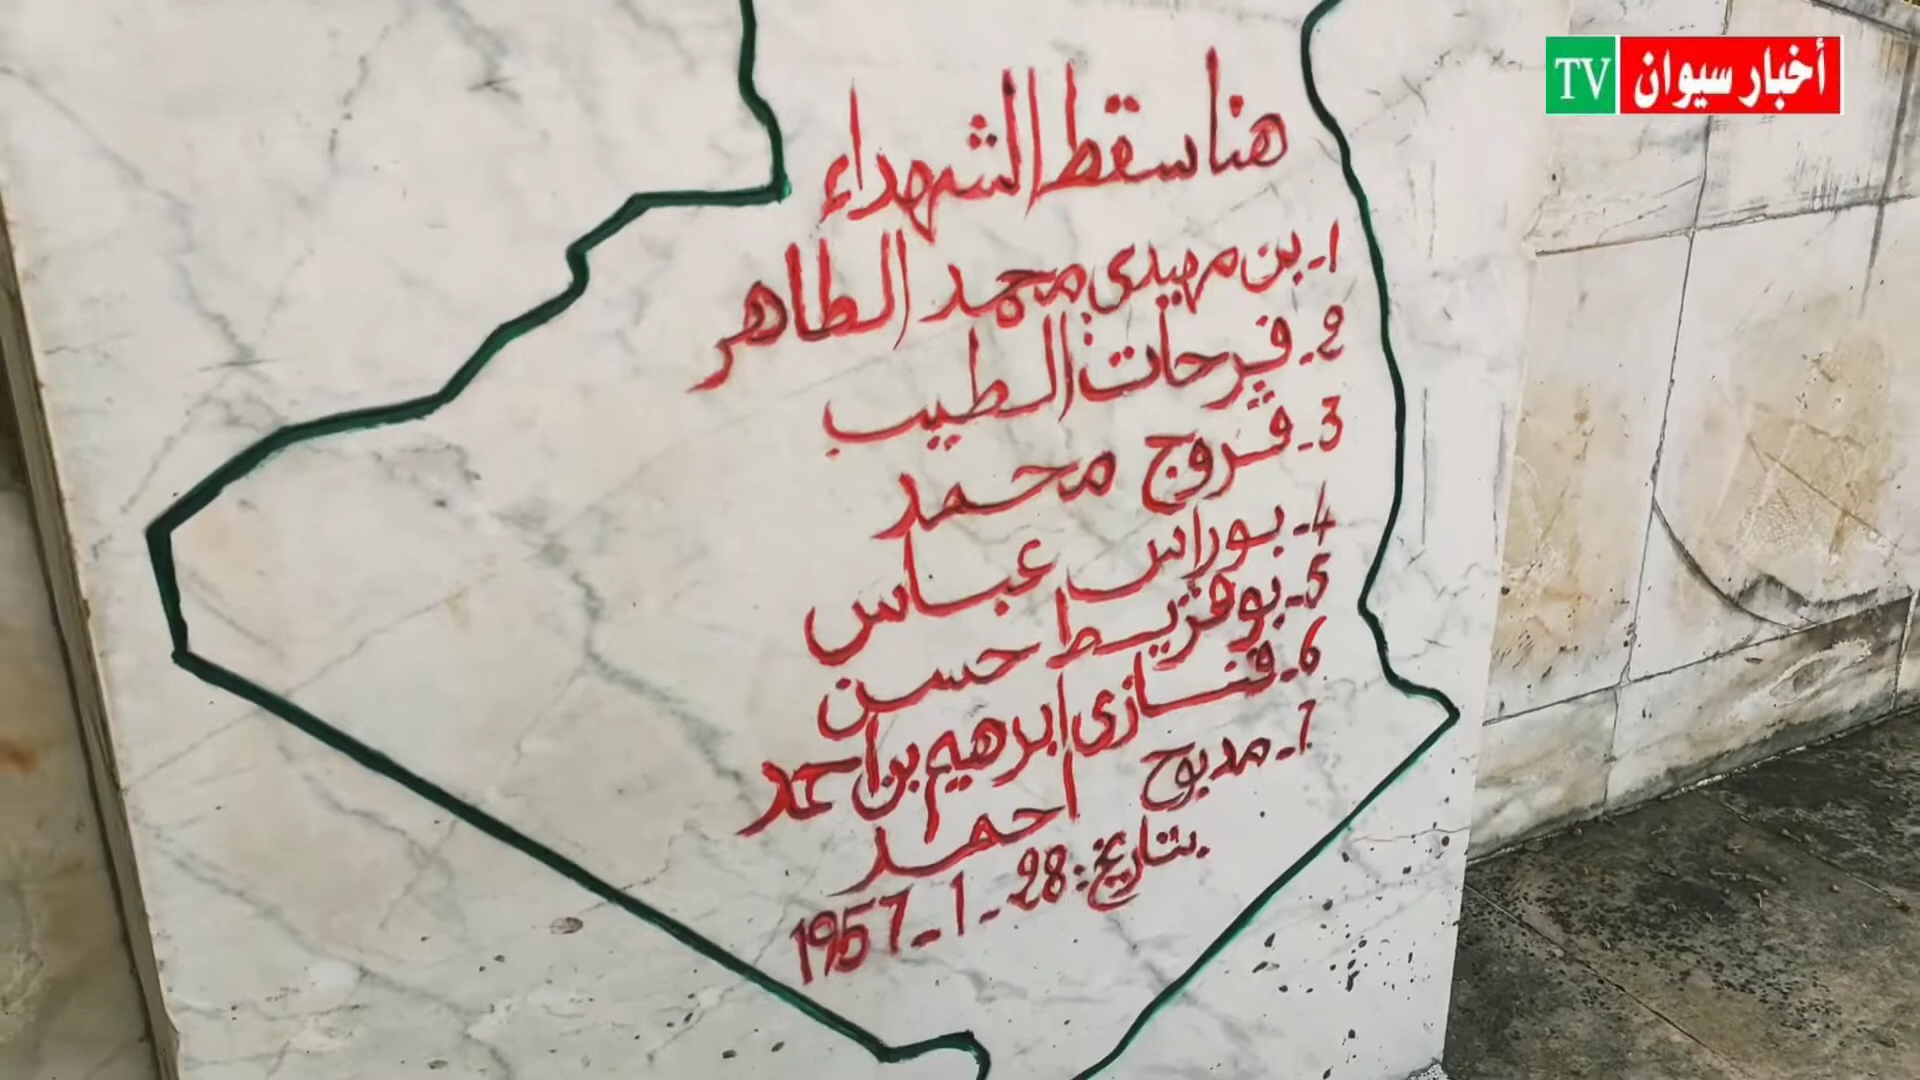 TV أخبار سيوان
هنا سقط الشهداء
1- بن مهيدي محمد الطاهر
2- فرحات الطيب
3- فروج محمد
4- بوراس عباس
5- بوقزيط حسن
6- قنازي ابرهيم بن احمد
7- مدبوح احمد
بتاريخ: 28-1-1957